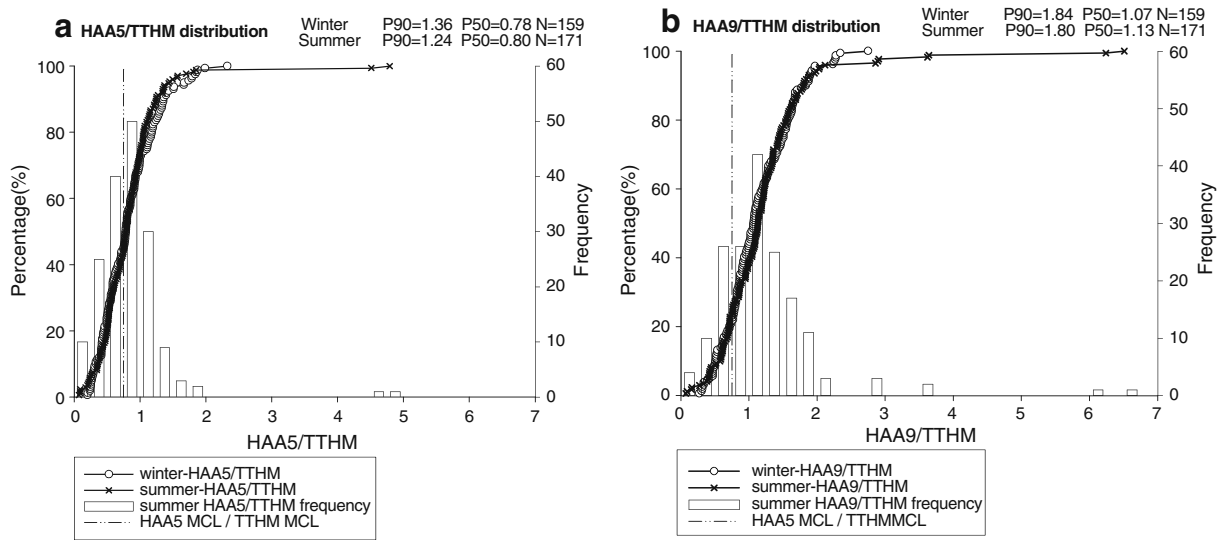 a HAA5/TTHM distribution
Winter P90=1.36 P50=0.78 N=159
Summer P90=1.24 P50=0.80 N=171
100
80
60
40
20
0
Percentage(%)
60
50
40
30
20
10
0
Frequency
0 1 2 3 4 5 6 7
HAA5/TTHM
winter-HAA5/TTHM
summer-HAA5/TTHM
summer HAA5/TTHM frequency
HAA5 MCL / TTHM MCL
b HAA9/TTHM distribution
Winter P90=1.84 P50=1.07 N=159
Summer P90=1.80 P50=1.13 N=171
100
80
60
40
20
0
Percentage(%)
60
50
40
30
20
10
0
Frequency
0 1 2 3 4 5 6 7
HAA9/TTHM
winter-HAA9/TTHM
summer-HAA9/TTHM
summer HAA9/TTHM frequency
HAA5 MCL / TTHMMCL